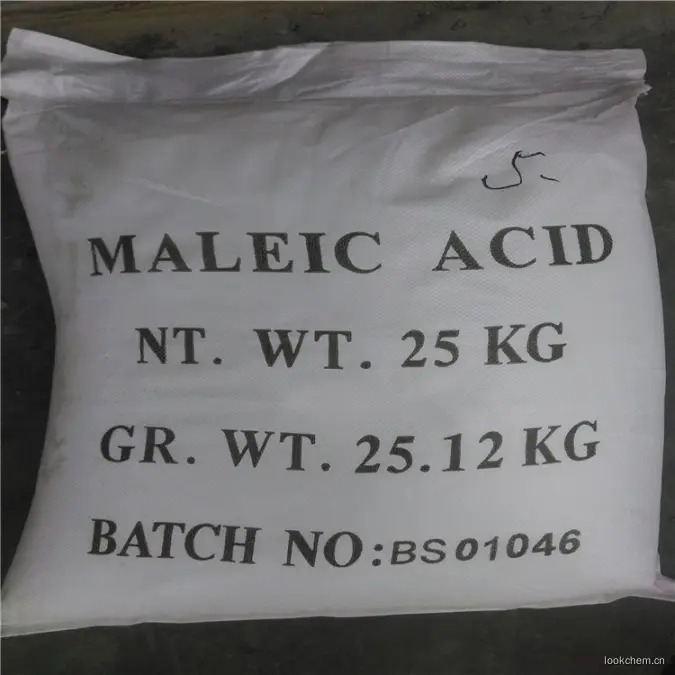 5-
MALEIC ACID
NT. WT. 25 KG
GR. WT. 25.12 KG
BATCH NO:BS01046
lookchem.cn